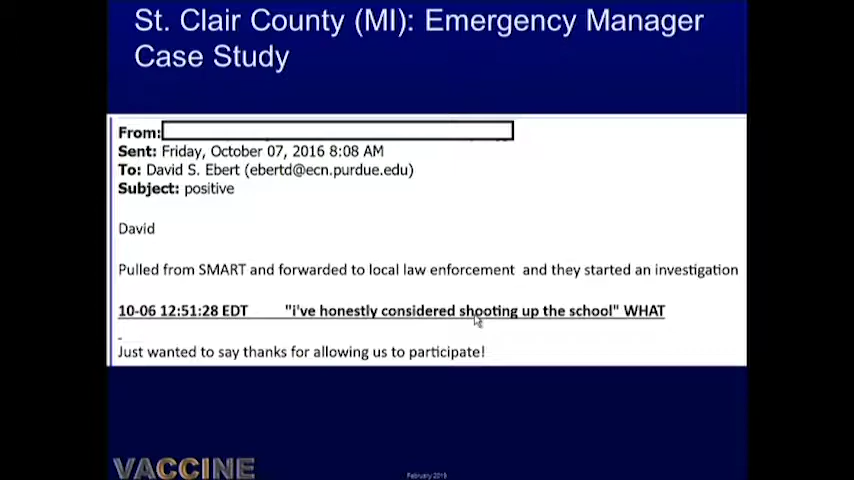 St. Clair County (MI): Emergency Manager
Case Study
From:
Sent: Friday, October 07, 2016 8:08 AM
To: David S. Ebert (ebertd@ecn.purdue.edu)
Subject: positive
David
Pulled from SMART and forwarded to local law enforcement and they started an investigation
10-06 12:51:28 EDT "i've honestly considered shooting up the school" WHAT
Just wanted to say thanks for allowing us to participate!
VACCINE